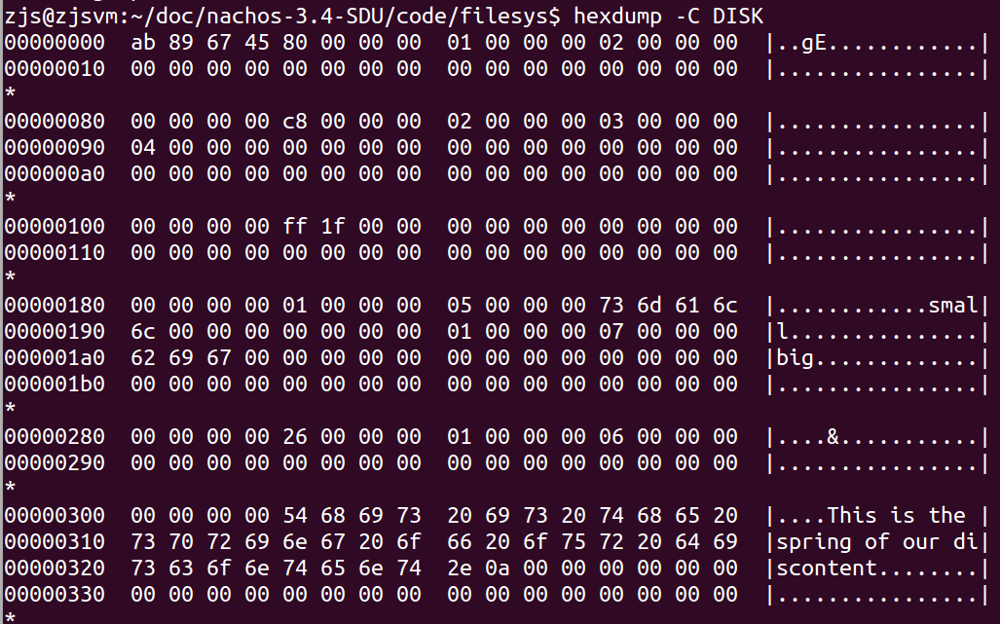 zjs@zjsvm:~/doc/nachos-3.4-SDU/code/filesys$ hexdump -C DISK
00000000  ab 89 67 45 80 00 00 00  01 00 00 00 02 00 00 00  |..gE............|
00000010  00 00 00 00 00 00 00 00  00 00 00 00 00 00 00 00  |................|
*
00000080  00 00 00 00 c8 00 00 00  02 00 00 00 03 00 00 00  |................|
00000090  04 00 00 00 00 00 00 00  00 00 00 00 00 00 00 00  |................|
000000a0  00 00 00 00 00 00 00 00  00 00 00 00 00 00 00 00  |................|
*
00000100  00 00 00 00 ff 1f 00 00  00 00 00 00 00 00 00 00  |................|
00000110  00 00 00 00 00 00 00 00  00 00 00 00 00 00 00 00  |................|
*
00000180  00 00 00 00 01 00 00 00  05 00 00 00 73 6d 61 6c  |............smal|
00000190  6c 00 00 00 00 00 00 00  01 00 00 00 07 00 00 00  |l...............|
000001a0  62 69 67 00 00 00 00 00  00 00 00 00 00 00 00 00  |big.............|
000001b0  00 00 00 00 00 00 00 00  00 00 00 00 00 00 00 00  |................|
*
00000280  00 00 00 00 26 00 00 00  01 00 00 00 06 00 00 00  |....&...........|
00000290  00 00 00 00 00 00 00 00  00 00 00 00 00 00 00 00  |................|
*
00000300  00 00 00 00 54 68 69 73  20 69 73 20 74 68 65 20  |....This is the |
00000310  73 70 72 69 6e 67 20 6f  66 20 6f 75 72 20 64 69  |spring of our di|
00000320  73 63 6f 6e 74 65 6e 74  2e 0a 00 00 00 00 00 00  |scontent........|
00000330  00 00 00 00 00 00 00 00  00 00 00 00 00 00 00 00  |................|
*